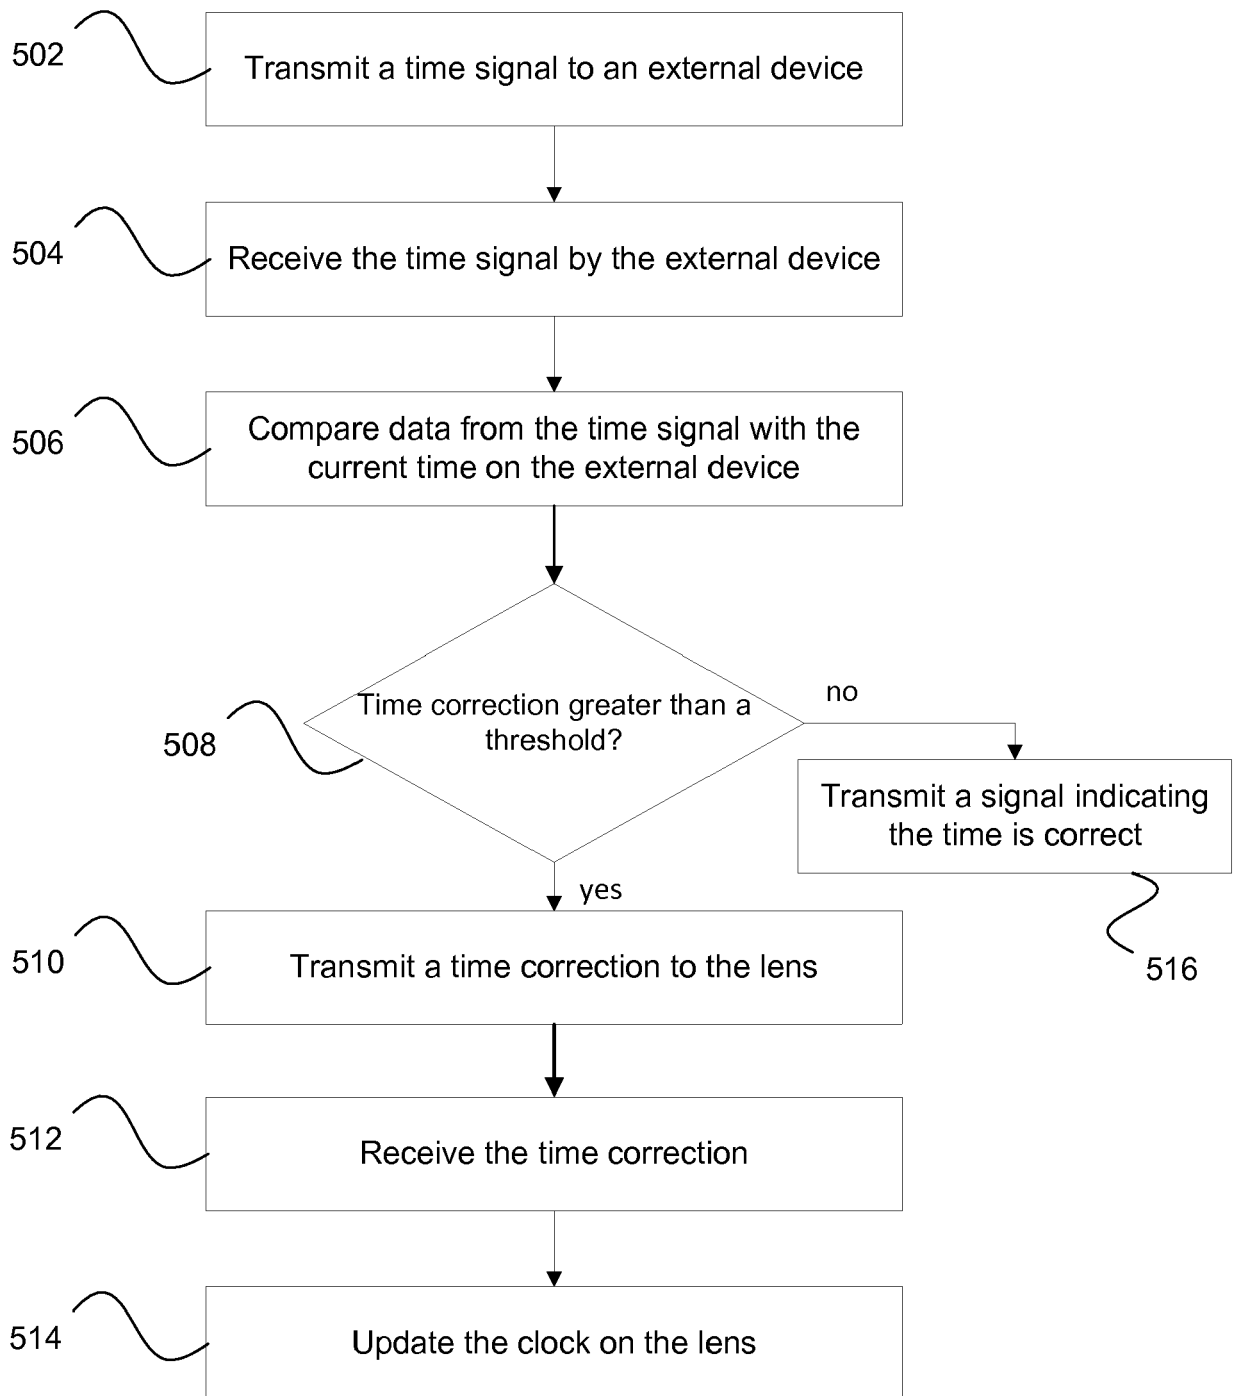 502
Transmit a time signal to an external device
504
Receive the time signal by the external device
506
Compare data from the time signal with the
current time on the external device
508
Time correction greater than a
threshold?
no
Transmit a signal indicating
the time is correct
516
yes
510
Transmit a time correction to the lens
512
Receive the time correction
514
Update the clock on the lens